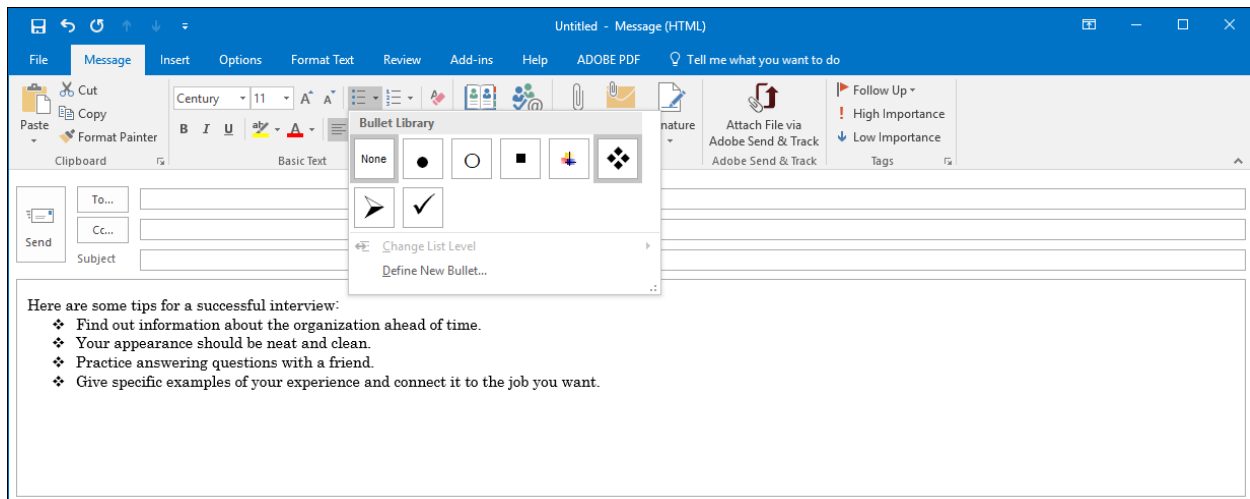 Untitled - Message (HTML)
File Message Insert Options Format Text Review Add-ins Help ADOBE PDF Tell me what you want to do
Paste
Cut
Copy
Format Painter
Clipboard
Century 11 A A
B I U aby A
Basic Text
nature
Attach File via
Adobe Send & Track
Adobe Send & Track
Follow Up
High Importance
Low Importance
Tags
Bullet Library
None
Change List Level
Define New Bullet...
Send
To...
Cc...
Subject
Here are some tips for a successful interview:
❖ Find out information about the organization ahead of time.
❖ Your appearance should be neat and clean.
❖ Practice answering questions with a friend.
❖ Give specific examples of your experience and connect it to the job you want.